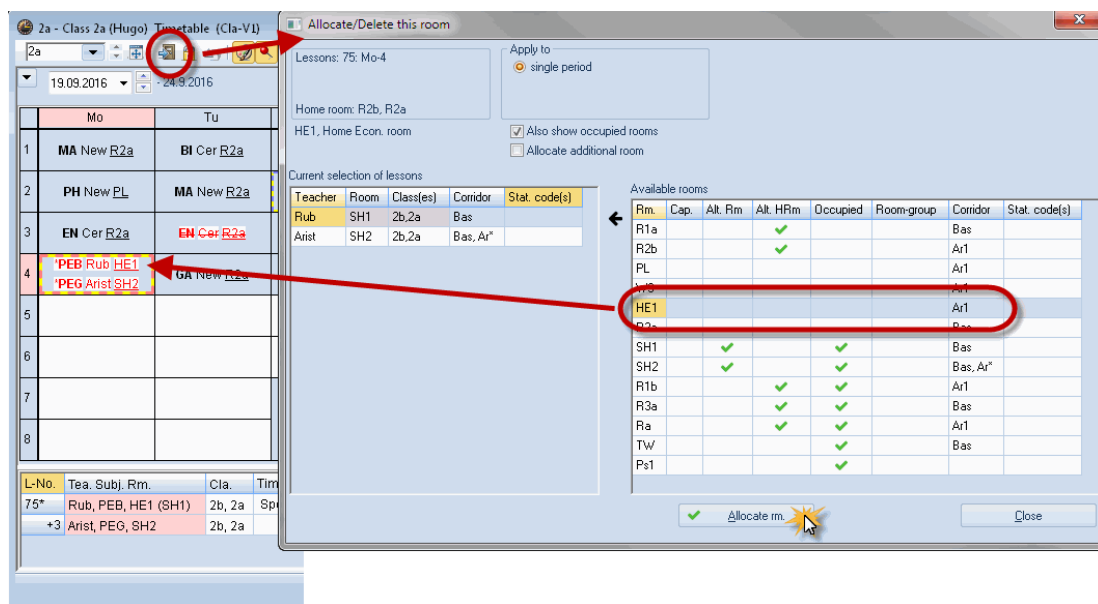 2a - Class 2a (Hugo) Timetable (Cla-V1)
2a
19.09.2016 - 24.9.2016
Mo Tu
1 MA New R2a BI Cer R2a
2 PH New PL MA New R2a
3 EN Cer R2a EN Cer R2a
4 *PEB Rub HE1 GA New R2a
*PEG Arist SH2
5
6
7
8
L-No. Tea. Subj. Rm. Cla. Tim
75* Rub, PEB, HE1 (SH1) 2b, 2a Spo
+3 Arist, PEG, SH2 2b, 2a
Allocate/Delete this room
Lessons: 75: Mo-4
Home room: R2b, R2a
HE1, Home Econ. room
Apply to
single period
Also show occupied rooms
Allocate additional room
Current selection of lessons
Teacher Room Class(es) Corridor Stat. code(s)
Rub SH1 2b,2a Bas
Arist SH2 2b,2a Bas, Ar*
Available rooms
Rm. Cap. Alt. Rm Alt. HRm Occupied Room-group Corridor Stat. code(s)
R1a Bas
R2b Ar1
PL Ar1
WS Ar1
HE1 Ar1
R2a Bas
SH1 Bas
SH2 Bas, Ar*
R1b Ar1
R3a Bas
Ra Ar1
TW Bas
Ps1
Allocate rm.
Close